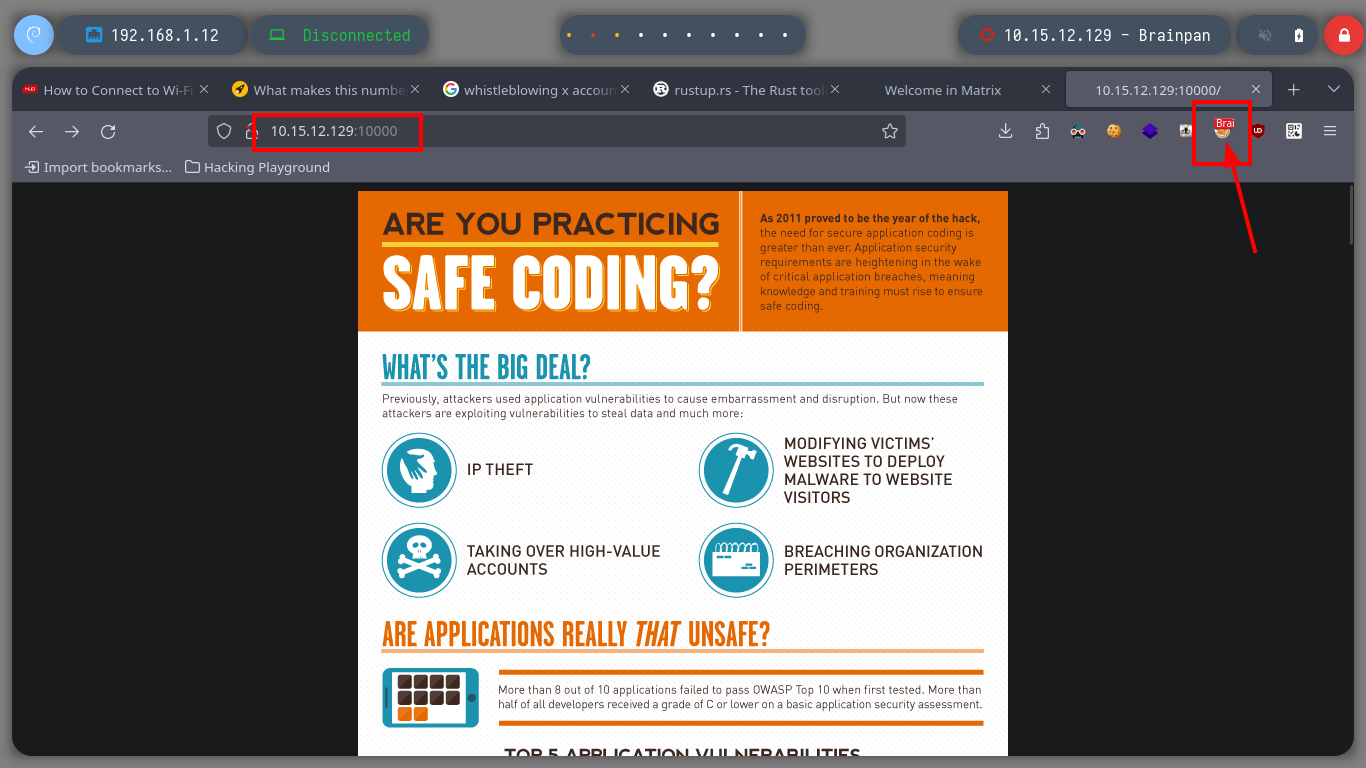 192.168.1.12
Disconnected
10.15.12.129 - Brainpan
How to Connect to Wi-Fi
What makes this numbe
whistleblowing x accoun
rustup.rs - The Rust tool
Welcome in Matrix
10.15.12.129:10000/
10.15.12.129:10000
Brai
UD
Import bookmarks...
Hacking Playground
ARE YOU PRACTICING
SAFE CODING?
As 2011 proved to be the year of the hack,
the need for secure application coding is
greater than ever. Application security
requirements are heightening in the wake
of critical application breaches, meaning
knowledge and training must rise to ensure
safe coding.
WHAT'S THE BIG DEAL?
Previously, attackers used application vulnerabilities to cause embarrassment and disruption. But now these
attackers are exploiting vulnerabilities to steal data and much more:
IP THEFT
MODIFYING VICTIMS'
WEBSITES TO DEPLOY
MALWARE TO WEBSITE
VISITORS
TAKING OVER HIGH-VALUE
ACCOUNTS
BREACHING ORGANIZATION
PERIMETERS
ARE APPLICATIONS REALLY THAT UNSAFE?
More than 8 out of 10 applications failed to pass OWASP Top 10 when first tested. More than
half of all developers received a grade of C or lower on a basic application security assessment.
TOP 5 APPLICATION VULNERABILITIES